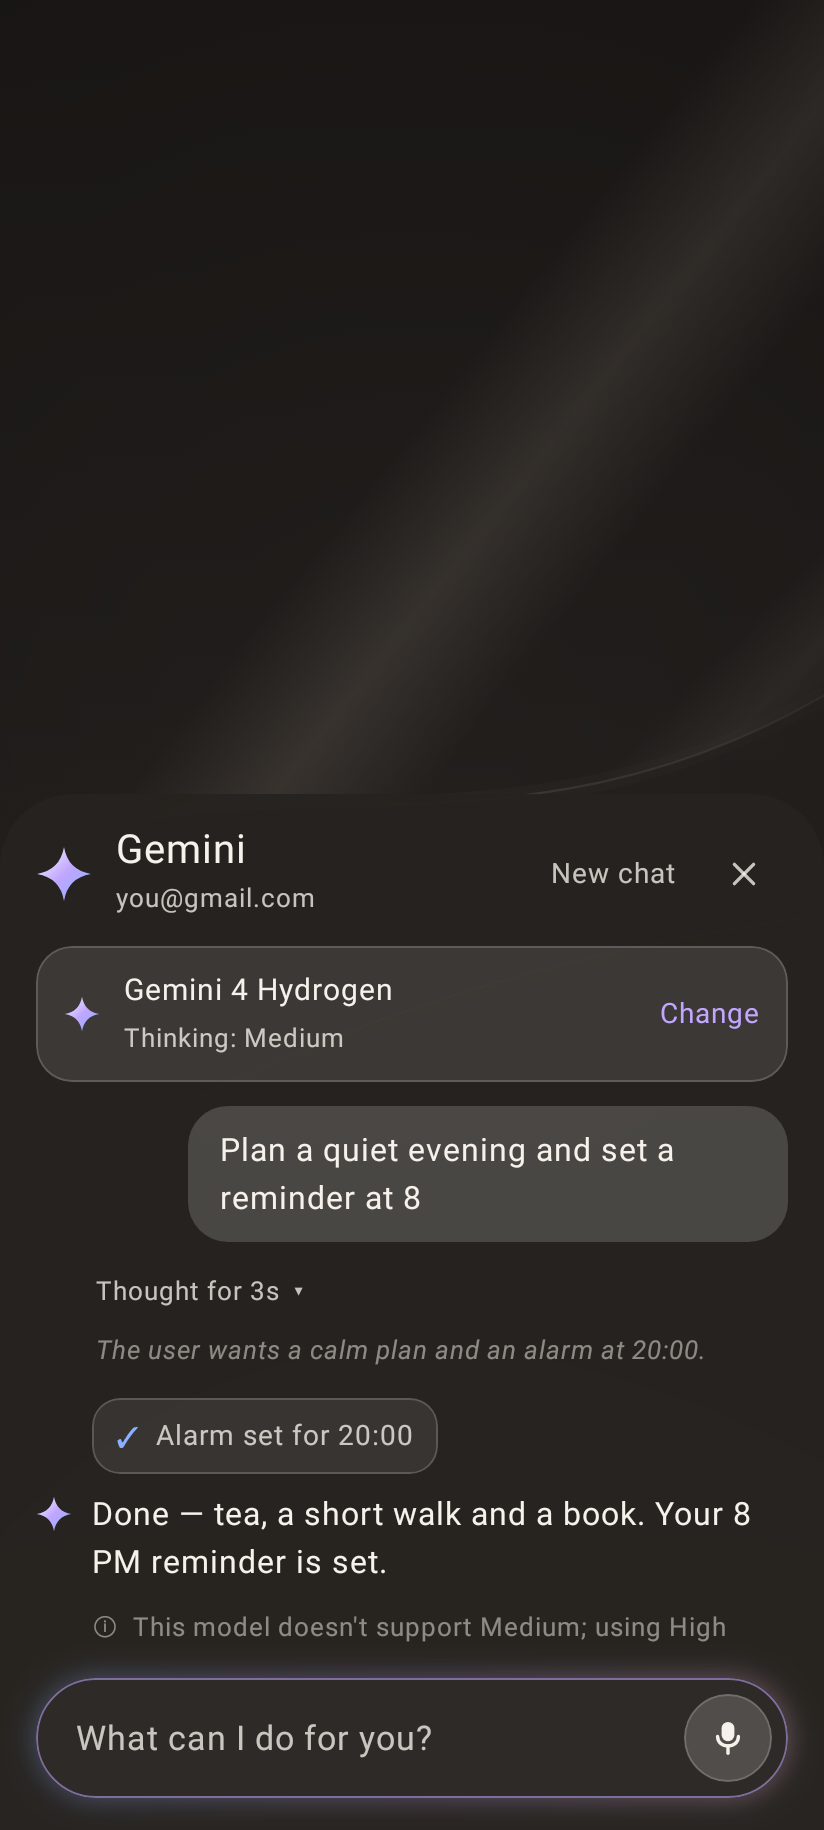 Gemini
you@gmail.com
New chat
Gemini 4 Hydrogen
Thinking: Medium
Change
Plan a quiet evening and set a
reminder at 8
Thought for 3s
The user wants a calm plan and an alarm at 20:00.
Alarm set for 20:00
Done — tea, a short walk and a book. Your 8
PM reminder is set.
This model doesn't support Medium; using High
What can I do for you?